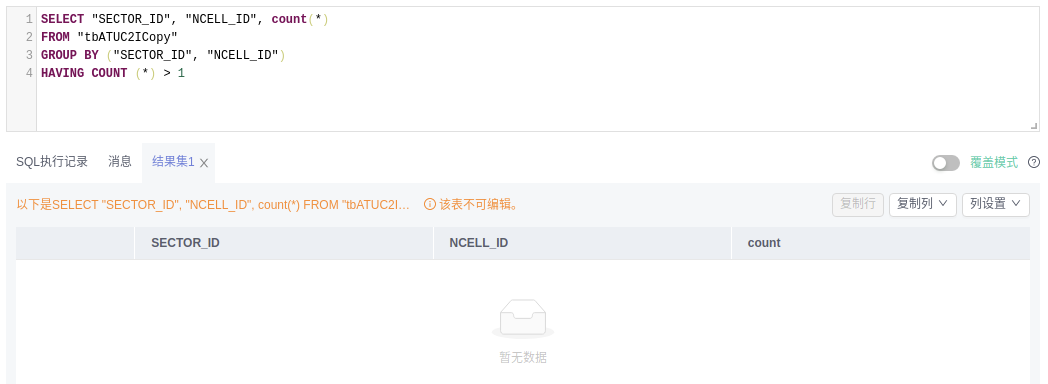 1 SELECT "SECTOR_ID", "NCELL_ID", count(*)
2 FROM "tbATUC2ICopy"
3 GROUP BY ("SECTOR_ID", "NCELL_ID")
4 HAVING COUNT (*) > 1
SQL执行记录 消息 结果集1 覆盖模式
以下是SELECT "SECTOR_ID", "NCELL_ID", count(*) FROM "tbATUC2I... 该表不可编辑。 复制行 复制列 列设置
SECTOR_ID NCELL_ID count
暂无数据